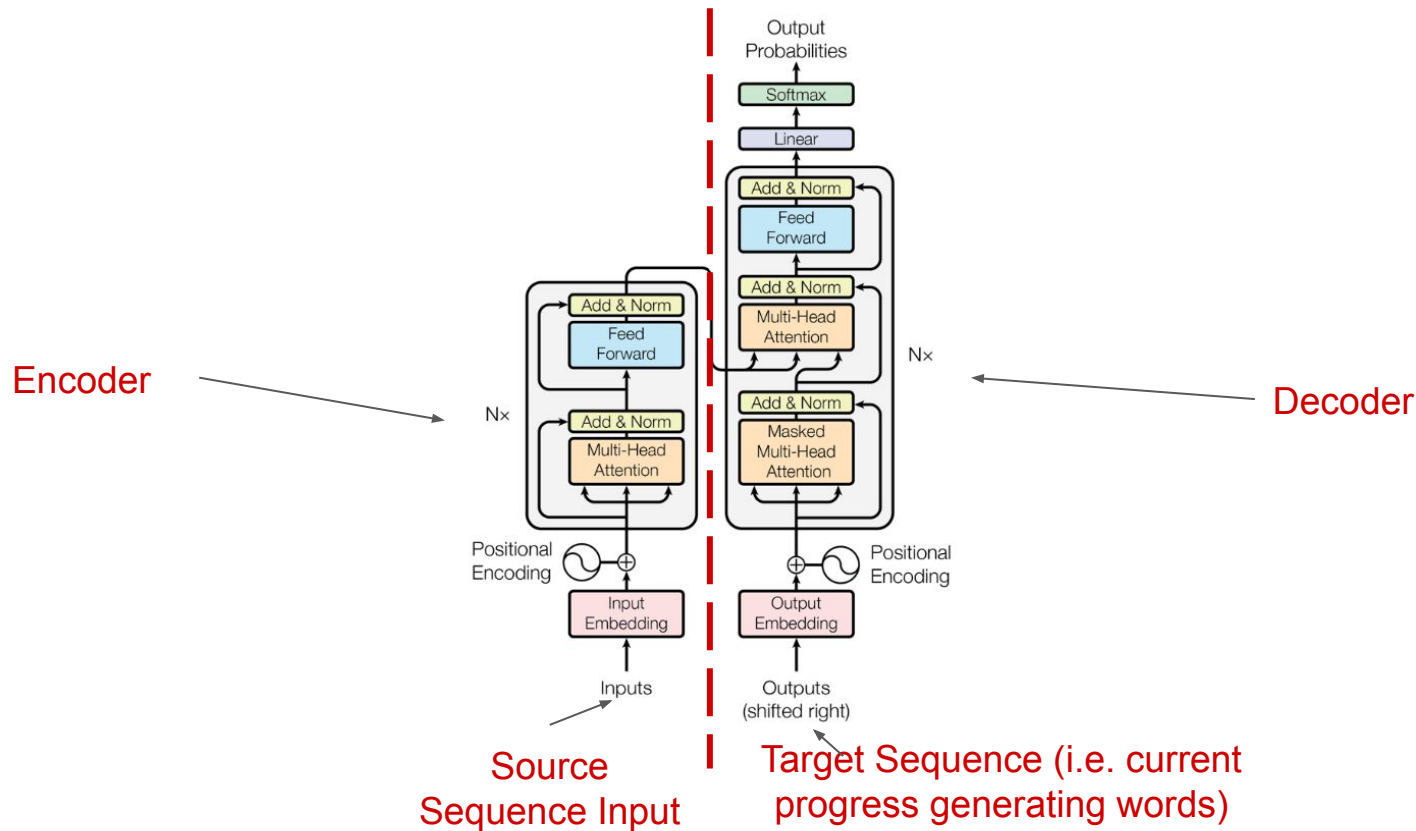 Output
Probabilities
Softmax
Linear
Add & Norm
Feed
Forward
Add & Norm
Multi-Head
Attention
Nx
Add & Norm
Masked
Multi-Head
Attention
Positional
Encoding
Output
Embedding
Outputs
(shifted right)
Add & Norm
Feed
Forward
Nx
Add & Norm
Multi-Head
Attention
Positional
Encoding
Input
Embedding
Inputs
Encoder
Decoder
Source
Sequence Input
Target Sequence (i.e. current
progress generating words)